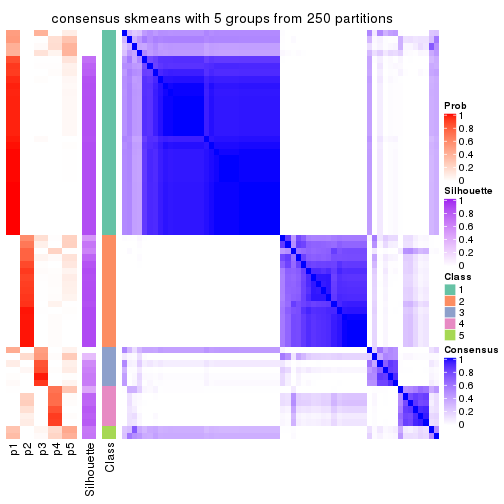 consensus skmeans with 5 groups from 250 partitions
Prob
1
0.8
0.6
0.4
0.2
0
Silhouette
1
0.8
0.6
0.4
0.2
0
Class
1
2
3
4
5
Consensus
1
0.8
0.6
0.4
0.2
0
p1
p2
p3
p4
p5
Silhouette
Class